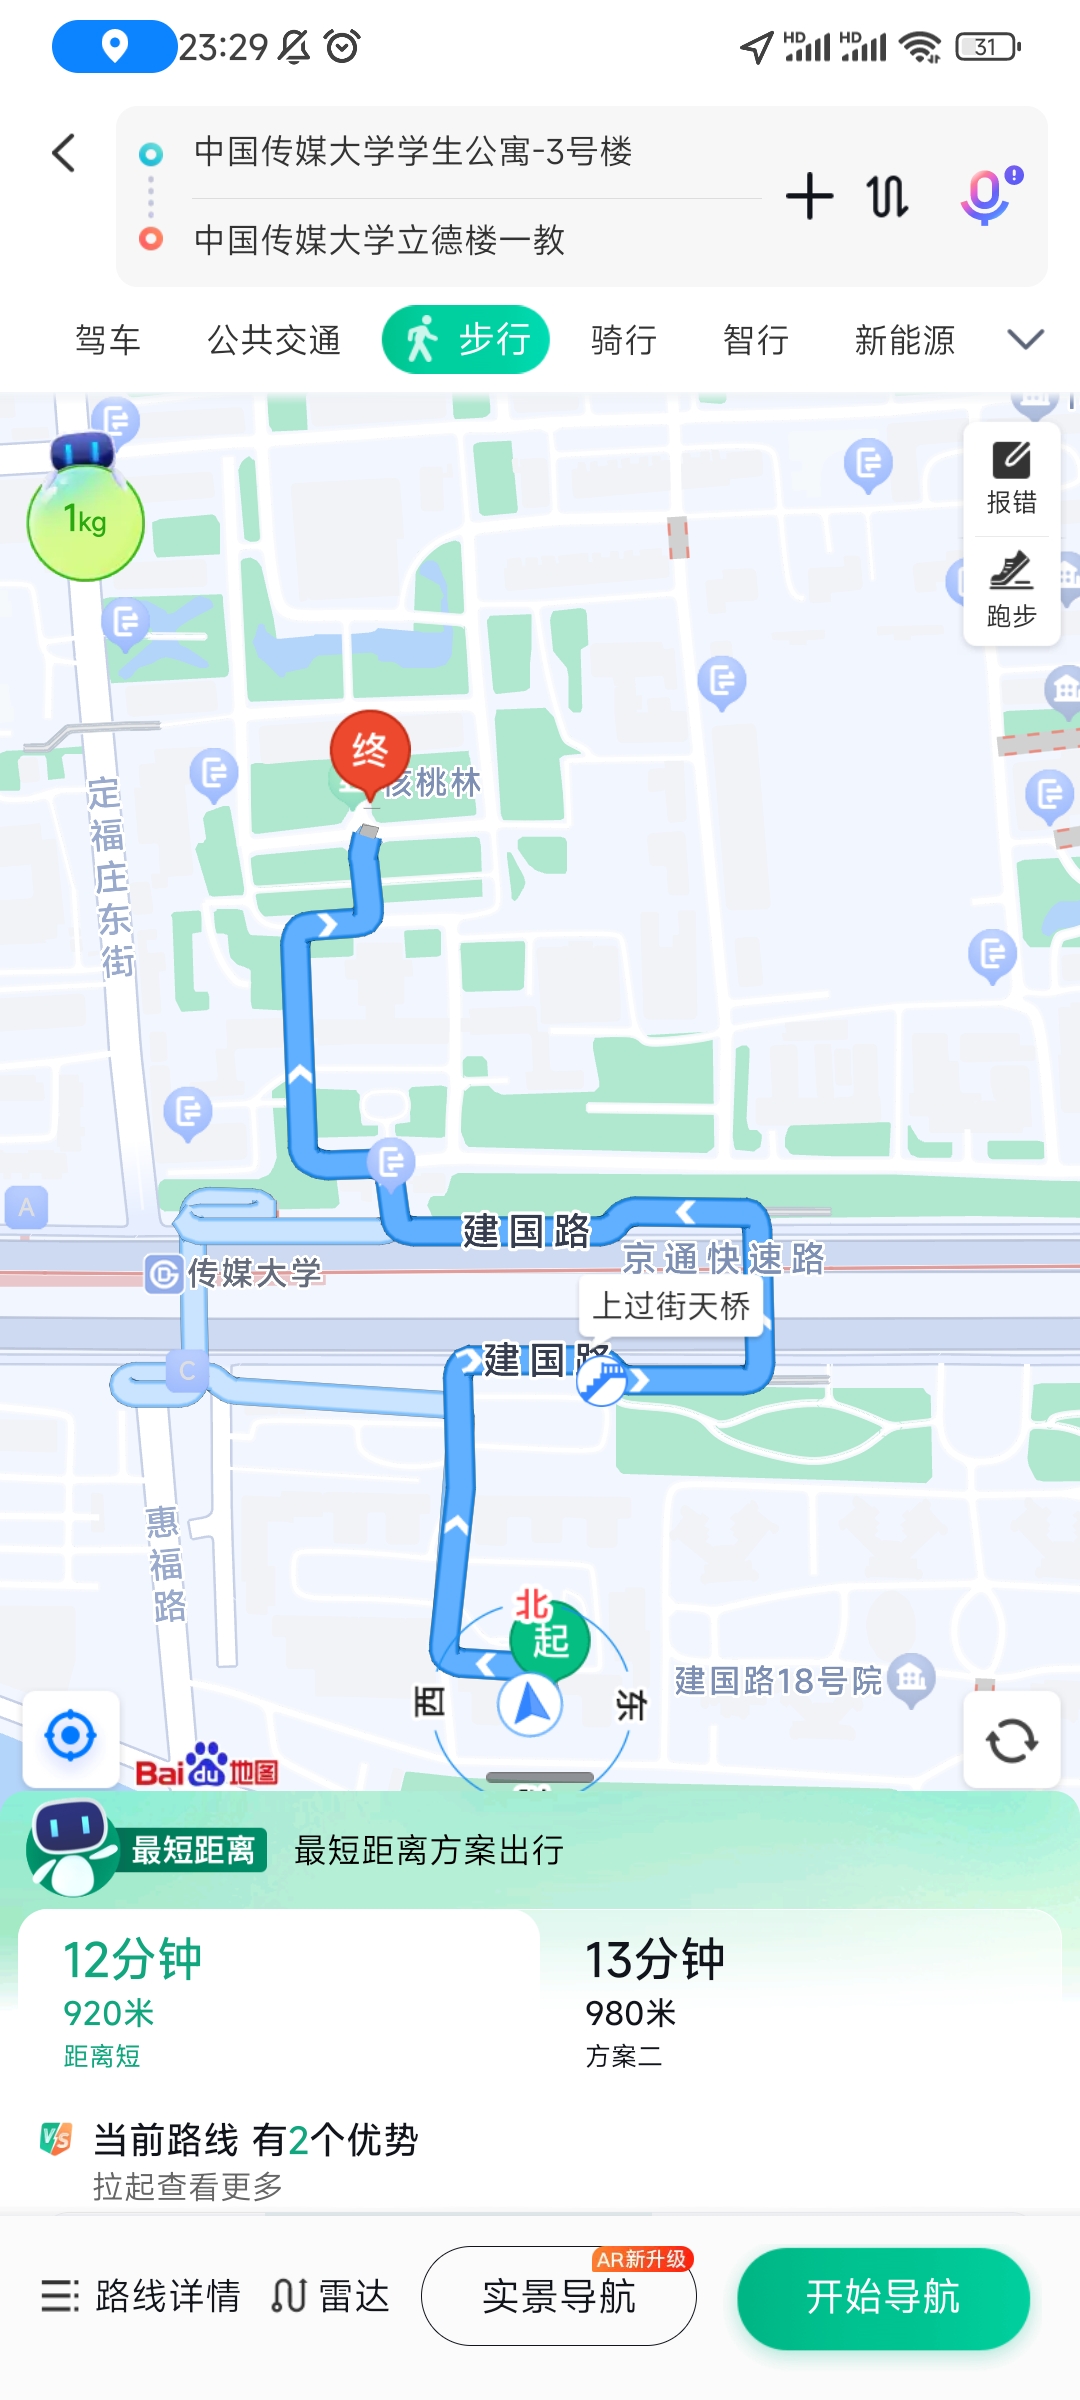 23:29
HD HD 31
中国传媒大学学生公寓-3号楼
中国传媒大学立德楼一教
驾车 公共交通 步行 骑行 智行 新能源
1kg
报错
跑步
终
核桃林
定福庄东街
A
建国路
京通快速路
传媒大学
上过街天桥
建国路
C
惠福路
北
起
西
东
建国路18号院
Bai du 地图
最短距离 最短距离方案出行
12分钟
920米
距离短
13分钟
980米
方案二
VS 当前路线 有2个优势
拉起查看更多
AR新升级
路线详情 雷达 实景导航 开始导航